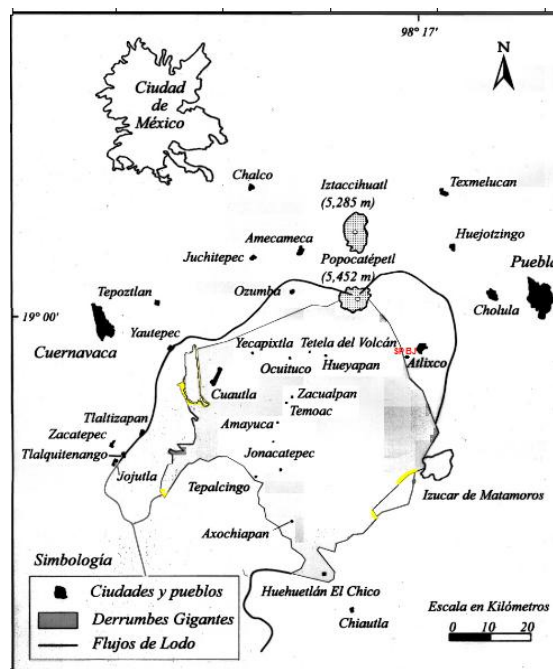 98° 17'
N
Ciudad
de
México
Chalco
Iztaccihuatl
(5,285 m)
Texmelucan
Amecameca
Huejotzingo
Juchitepec
Popocatépetl
(5,452 m)
Puebla
Tepoztlan
Ozumba
Cholula
19° 00'
Yautepec
Yecapixtla
Tetela del Volcán
Cuernavaca
Ocuituco
Hueyapan
Atlixco
Cuautla
Zacualpan
Temoac
Tlaltizapan
Amayuca
Zacatepec
Tlalquitenango
Jonacatepec
Jojutla
Tepalcingo
Izucar de Matamoros
Axochiapan
Simbología
Ciudades y pueblos
Huehuetlán El Chico
Escala en Kilómetros
Derrumbes Gigantes
Chiautla
0 10 20
Flujos de Lodo